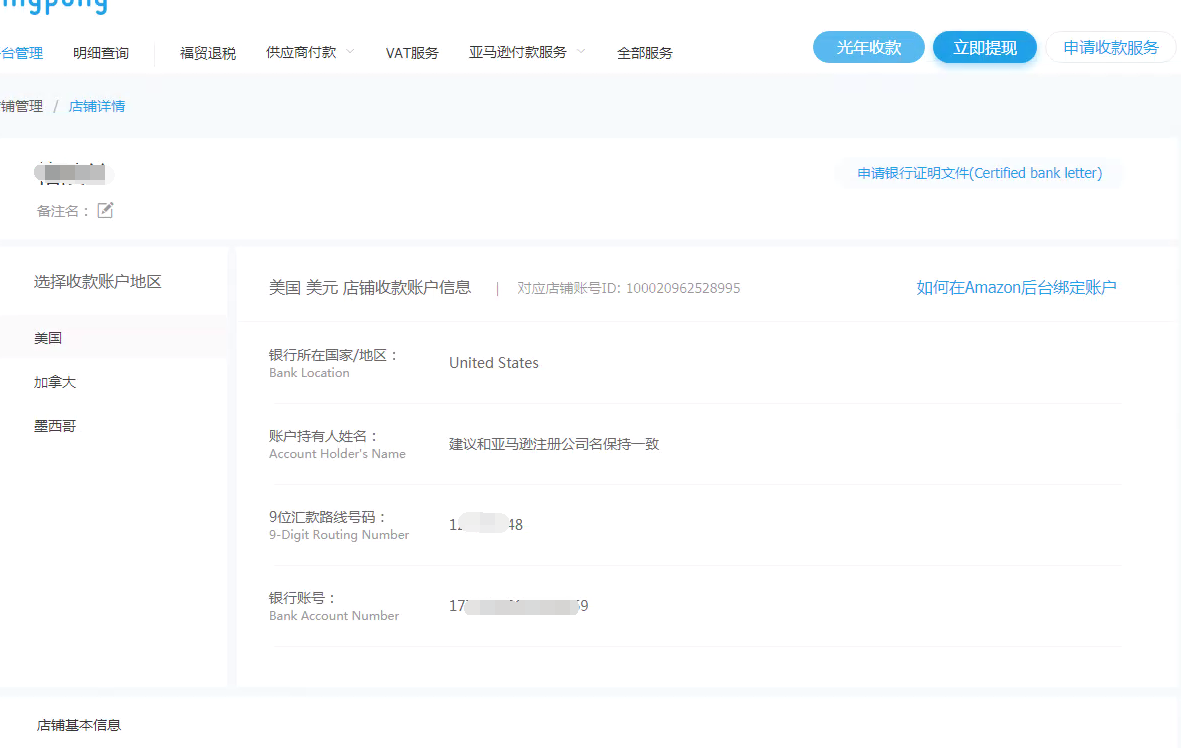 台管理 明细查询 福贸退税 供应商付款 VAT服务 亚马逊付款服务 全部服务 光年收款 立即提现 申请收款服务
铺管理 / 店铺详情
申请银行证明文件(Certified bank letter)
备注名：
选择收款账户地区
美国 美元 店铺收款账户信息 | 对应店铺账号ID: 100020962528995 如何在Amazon后台绑定账户
美国
加拿大
墨西哥
银行所在国家/地区：
Bank Location
United States
账户持有人姓名：
Account Holder's Name
建议和亚马逊注册公司名保持一致
9位汇款路线号码：
9-Digit Routing Number
48
银行账号：
Bank Account Number
17
店铺基本信息